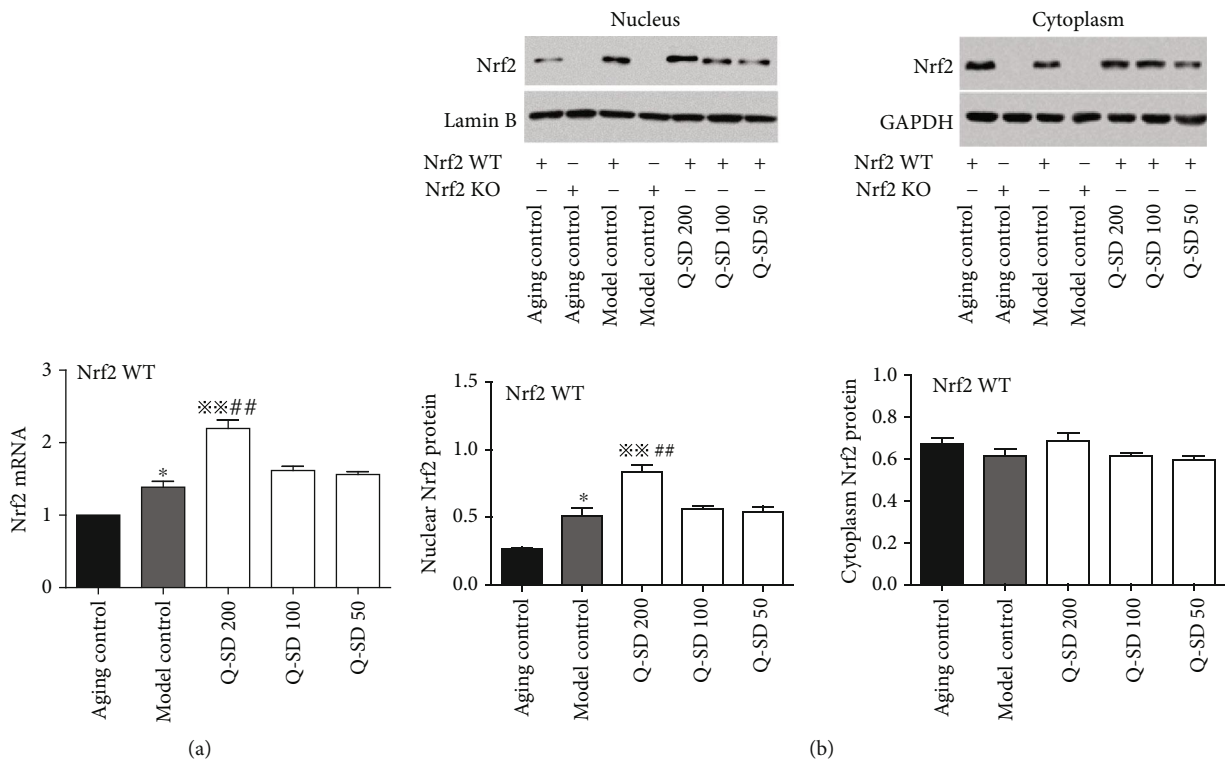 Nucleus
Nrf2
Lamin B
Nrf2 WT + – + – + + +
Nrf2 KO – + – + – – –
Aging control
Aging control
Model control
Model control
Q-SD 200
Q-SD 100
Q-SD 50
Cytoplasm
Nrf2
GAPDH
+ – + – + + +
– + – + – – –
Aging control
Aging control
Model control
Model control
Q-SD 200
Q-SD 100
Q-SD 50
Nrf2 WT
Nrf2 mRNA
3
2
1
0
*
※※##
Aging control
Model control
Q-SD 200
Q-SD 100
Q-SD 50
(a)
Nrf2 WT
Nuclear Nrf2 protein
1.5
1.0
0.5
0.0
*
※※ ##
Aging control
Model control
Q-SD 200
Q-SD 100
Q-SD 50
Nrf2 WT
Cytoplasm Nrf2 protein
1.0
0.8
0.6
0.4
0.2
0.0
Aging control
Model control
Q-SD 200
Q-SD 100
Q-SD 50
(b)